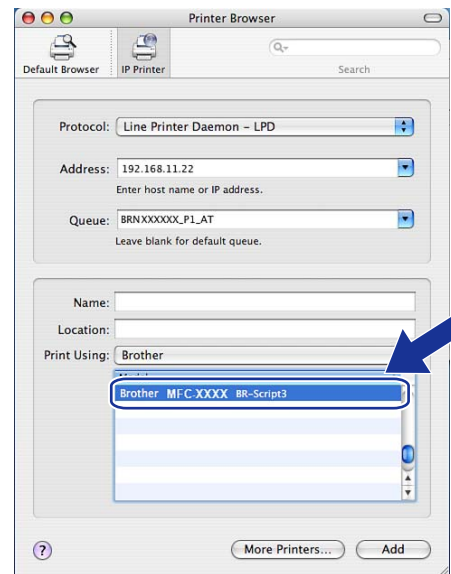 Printer Browser
Default Browser
IP Printer
Q
Search
Protocol: Line Printer Daemon – LPD
Address: 192.168.11.22
Enter host name or IP address.
Queue: BRNXXXXXX_P1_AT
Leave blank for default queue.
Name:
Location:
Print Using: Brother
Brother MFC-XXXX BR-Script3
?
More Printers... Add